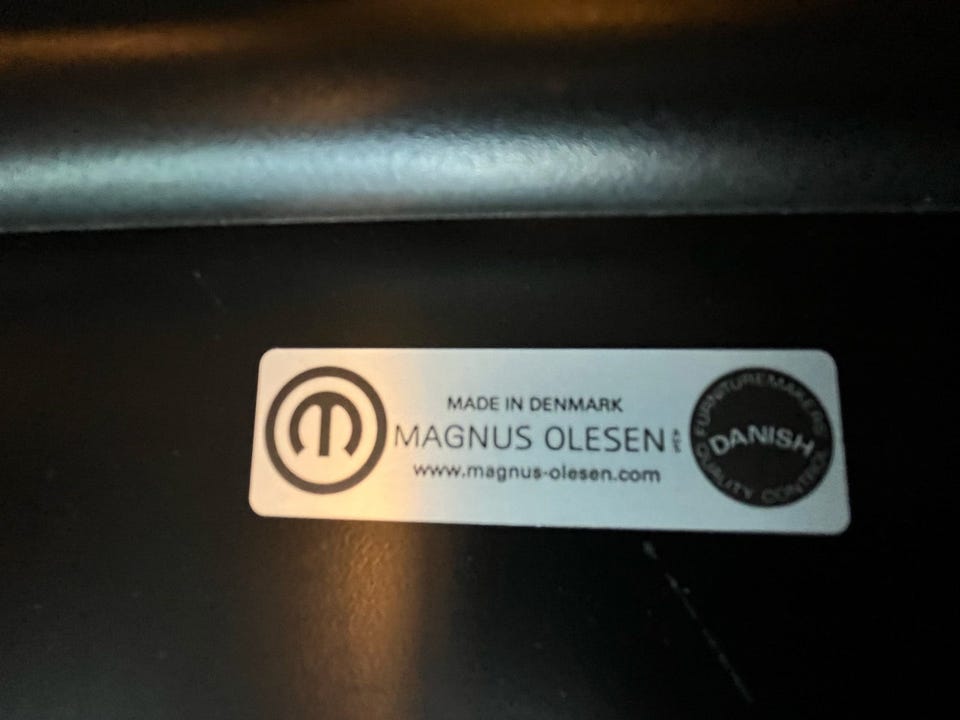 MADE IN DENMARK
MAGNUS OLESEN
www.magnus-olesen.com
FURNITUREMAKERS
DANISH
QUALITY CONTROL